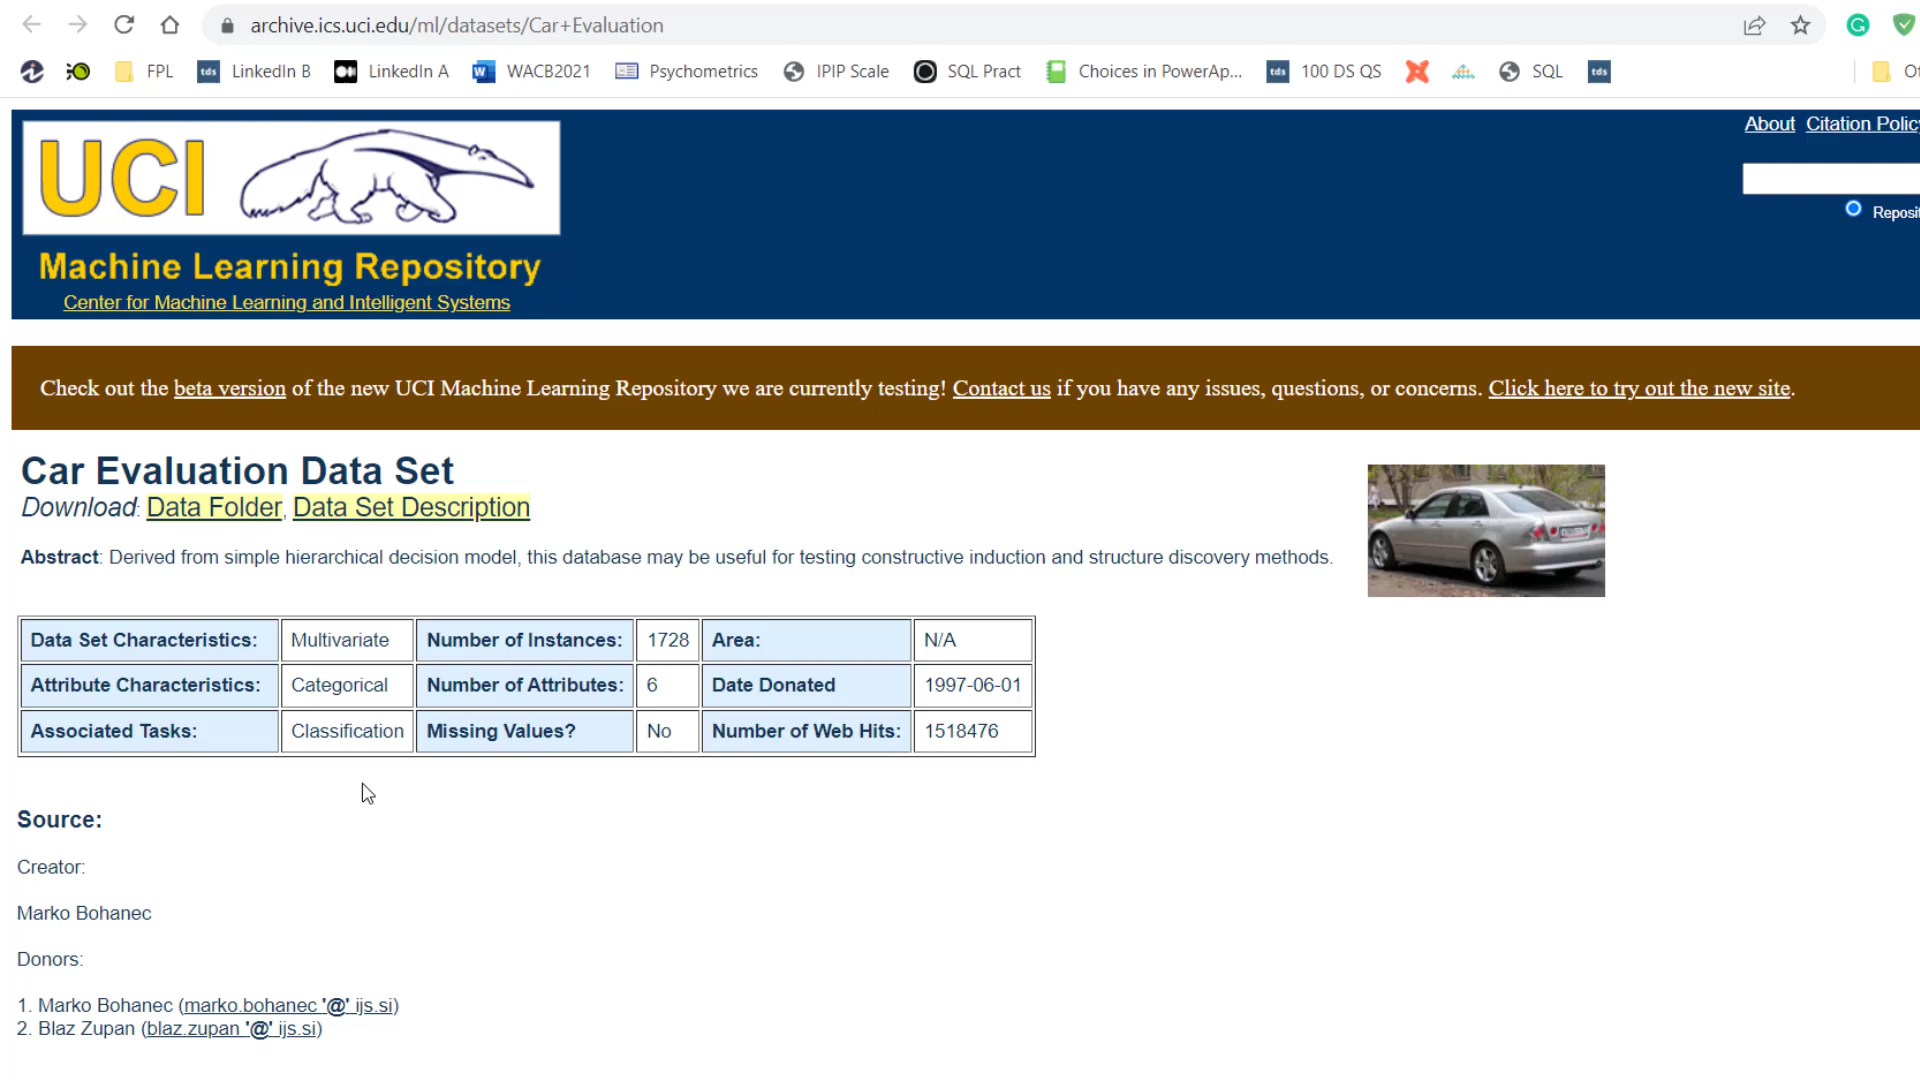 archive.ics.uci.edu/ml/datasets/Car+Evaluation
FPL tds LinkedIn B LinkedIn A WACB2021 Psychometrics IPIP Scale SQL Pract Choices in PowerAp... tds 100 DS QS SQL tds
About Citation Policy
UCI
Machine Learning Repository
Center for Machine Learning and Intelligent Systems
Check out the beta version of the new UCI Machine Learning Repository we are currently testing! Contact us if you have any issues, questions, or concerns. Click here to try out the new site.
Car Evaluation Data Set
Download: Data Folder, Data Set Description
Abstract: Derived from simple hierarchical decision model, this database may be useful for testing constructive induction and structure discovery methods.
Data Set Characteristics: Multivariate Number of Instances: 1728 Area: N/A
Attribute Characteristics: Categorical Number of Attributes: 6 Date Donated 1997-06-01
Associated Tasks: Classification Missing Values? No Number of Web Hits: 1518476
Source:
Creator:
Marko Bohanec
Donors:
1. Marko Bohanec (marko.bohanec '@' ijs.si)
2. Blaz Zupan (blaz.zupan '@' ijs.si)